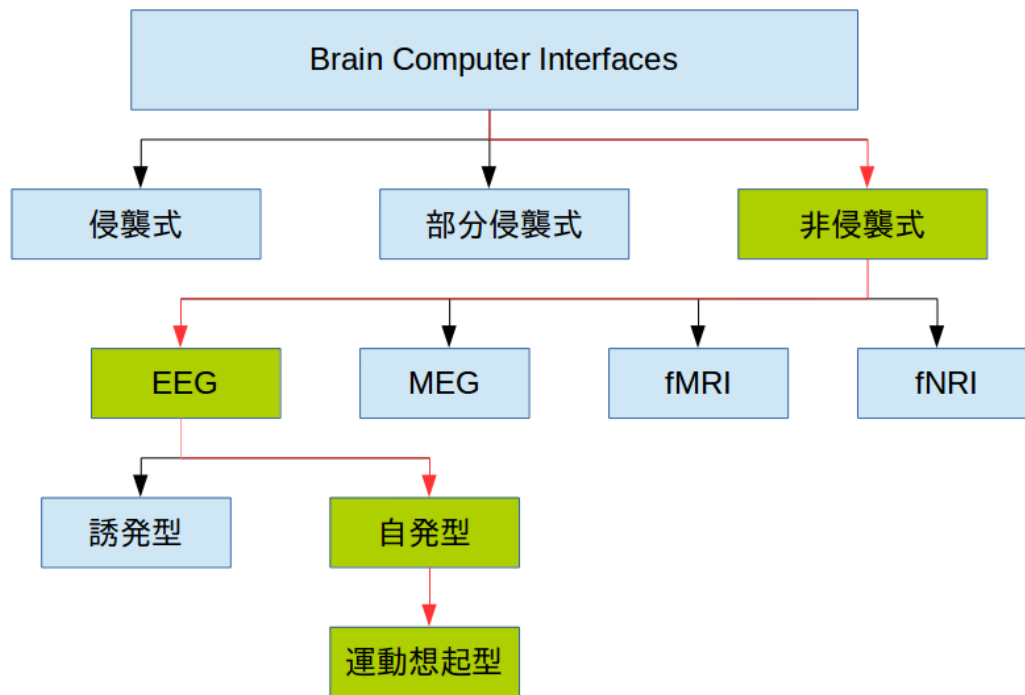 Brain Computer Interfaces
侵襲式
部分侵襲式
非侵襲式
EEG
MEG
fMRI
fNRI
誘発型
自発型
運動想起型